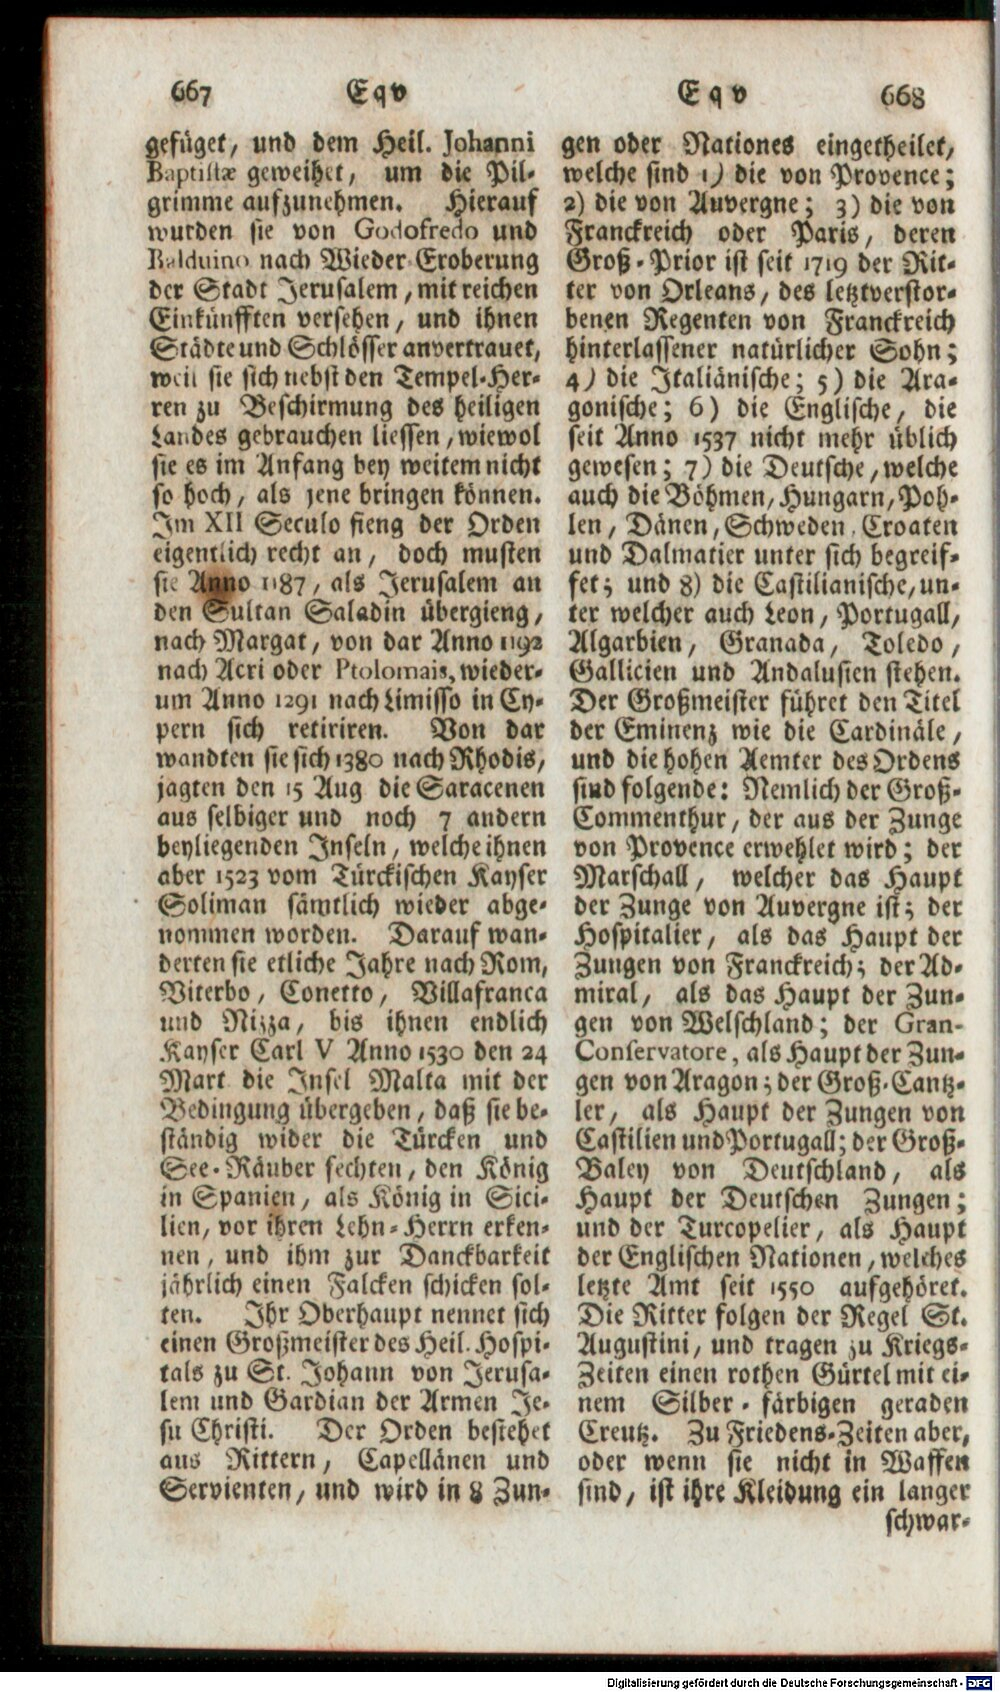 667 Eqv
gefüget, und dem Heil. Johanni
Baptistæ geweihet, um die Pil-
grimme aufzunehmen. Hierauf
wurden sie von Godofredo und
Balduino nach Wieder-Eroberung
der Stadt Jerusalem, mit reichen
Einkünfften versehen, und ihnen
Städte und Schlösser anvertrauet,
weil sie sich nebst den Tempel-Her-
ren zu Beschirmung des heiligen
Landes gebrauchen liessen, wiewol
sie es im Anfang bey weitem nicht
so hoch, als jene bringen können.
Im XII Seculo fieng der Orden
eigentlich recht an, doch musten
sie Anno 1187, als Jerusalem an
den Sultan Saladin übergieng,
nach Margat, von dar Anno 1192
nach Acri oder Ptolomais, wieder-
um Anno 1291 nach Limisso in Cy-
pern sich retiriren. Von dar
wandten sie sich 1380 nach Rhodis,
jagten den 15 Aug die Saracenen
aus selbiger und noch 7 andern
beyliegenden Inseln, welche ihnen
aber 1523 vom Türckischen Kayser
Soliman sämtlich wieder abge-
nommen worden. Darauf wan-
derten sie etliche Jahre nach Rom,
Viterbo, Conetto, Villafranca
und Nizza, bis ihnen endlich
Kayser Carl V Anno 1530 den 24
Mart die Insel Malta mit der
Bedingung übergeben, daß sie be-
ständig wider die Türcken und
See-Räuber fechten, den König
in Spanien, als König in Sici-
lien, vor ihren Lehn-Herrn erken-
nen, und ihm zur Danckbarkeit
jährlich einen Falcken schicken sol-
ten. Ihr Oberhaupt nennet sich
einen Großmeister des Heil. Hospi-
tals zu St. Johann von Jerusa-
lem und Gardian der Armen Je-
su Christi. Der Orden bestehet
aus Rittern, Capellänen und
Servienten, und wird in 8 Zun-
Eqv 668
gen oder Nationes eingetheilet,
welche sind 1) die von Provence;
2) die von Auvergne; 3) die von
Franckreich oder Paris, deren
Groß-Prior ist seit 1719 der Rit-
ter von Orleans, des letztverstor-
benen Regenten von Franckreich
hinterlassener natürlicher Sohn;
4) die Italiänische; 5) die Ara-
gonische; 6) die Englische, die
seit Anno 1537 nicht mehr üblich
gewesen; 7) die Deutsche, welche
auch die Böhmen, Hungarn, Poh-
len, Dänen, Schweden, Croaten
und Dalmatier unter sich begreif-
fet; und 8) die Castilianische, un-
ter welcher auch Leon, Portugall,
Algarbien, Granada, Toledo,
Gallicien und Andalusien stehen.
Der Großmeister führet den Titel
der Eminenz wie die Cardinäle,
und die hohen Aemter des Ordens
sind folgende: Nemlich der Groß-
Commenthur, der aus der Zunge
von Provence erwehlet wird; der
Marschall, welcher das Haupt
der Zunge von Auvergne ist; der
Hospitalier, als das Haupt der
Zungen von Franckreich; der Ad-
miral, als das Haupt der Zun-
gen von Welschland; der Gran-
Conservatore, als Haupt der Zun-
gen von Aragon; der Groß-Cantz-
ler, als Haupt der Zungen von
Castilien und Portugall; der Groß-
Baley von Deutschland, als
Haupt der Deutschen Zungen;
und der Turcopelier, als Haupt
der Englischen Nationen, welches
letzte Amt seit 1550 aufgehöret.
Die Ritter folgen der Regel St.
Augustini, und tragen zu Kriegs-
Zeiten einen rothen Gürtel mit ei-
nem Silber-färbigen geraden
Creutz. Zu Friedens-Zeiten aber,
oder wenn sie nicht in Waffen
sind, ist ihre Kleidung ein langer
schwar-
Digitalisierung gefördert durch die Deutsche Forschungsgemeinschaft - DFG